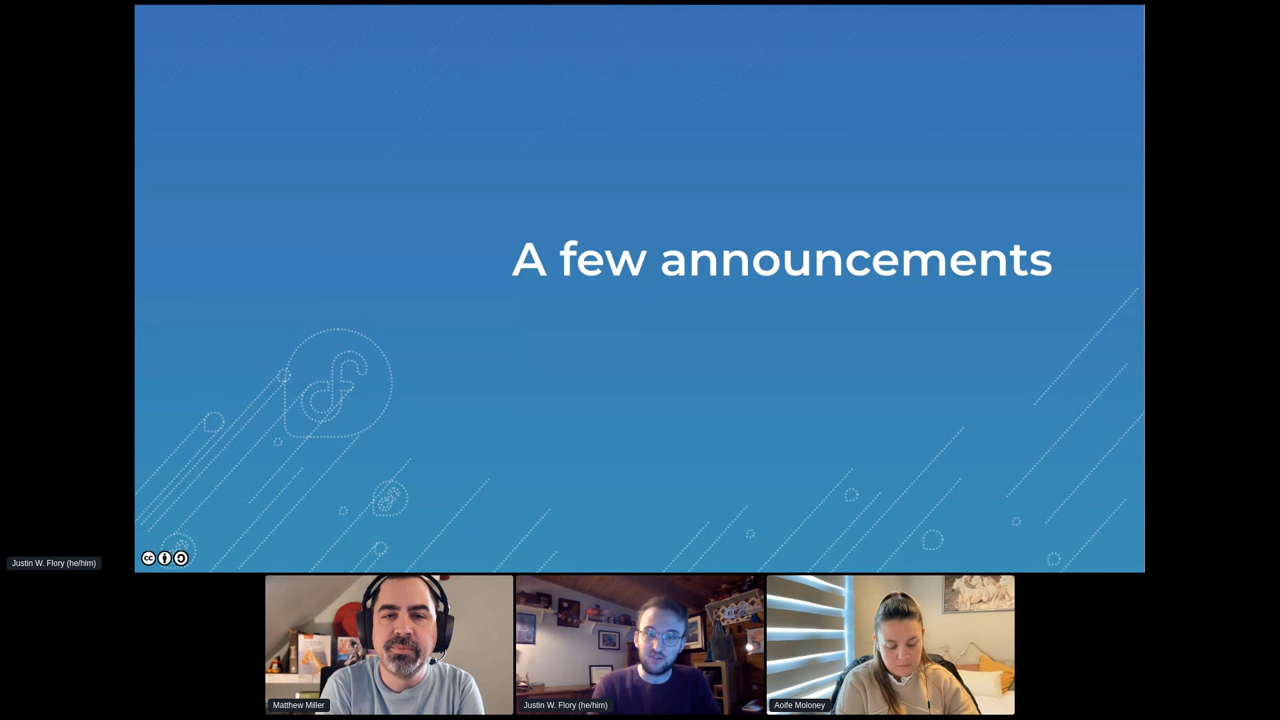 A few announcements
Justin W. Flory (he/him)
Matthew Miller
Justin W. Flory (he/him)
Aoife Moloney